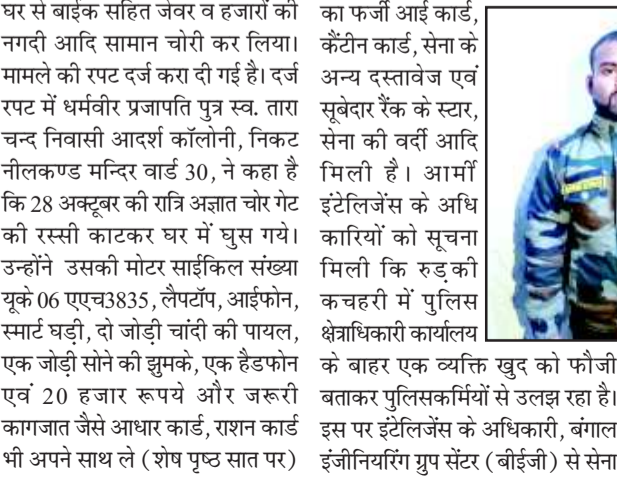 घर से बाईक सहित जेवर व हजारों की
नगदी आदि सामान चोरी कर लिया।
मामले की रपट दर्ज करा दी गई है। दर्ज
रपट में धर्मवीर प्रजापति पुत्र स्व. तारा
चन्द निवासी आदर्श कॉलोनी, निकट
नीलकण्ड मन्दिर वार्ड 30, ने कहा है
कि 28 अक्टूबर की रात्रि अज्ञात चोर गेट
की रस्सी काटकर घर में घुस गये।
उन्होंने उसकी मोटर साईकिल संख्या
यूके 06 एएच3835, लैपटॉप, आईफोन,
स्मार्ट घड़ी, दो जोड़ी चांदी की पायल,
एक जोड़ी सोने की झुमके, एक हैडफोन
एवं 20 हजार रूपये और जरूरी
कागजात जैसे आधार कार्ड, राशन कार्ड
भी अपने साथ ले (शेष पृष्ठ सात पर)
का फर्जी आई कार्ड,
कैंटीन कार्ड, सेना के
अन्य दस्तावेज एवं
सूबेदार रैंक के स्टार,
सेना की वर्दी आदि
मिली है। आर्मी
इंटेलिजेंस के अधि
कारियों को सूचना
मिली कि रुड़की
कचहरी में पुलिस
क्षेत्राधिकारी कार्यालय
के बाहर एक व्यक्ति खुद को फौजी
बताकर पुलिसकर्मियों से उलझ रहा है।
इस पर इंटेलिजेंस के अधिकारी, बंगाल
इंजीनियरिंग ग्रुप सेंटर (बीईजी) से सेना